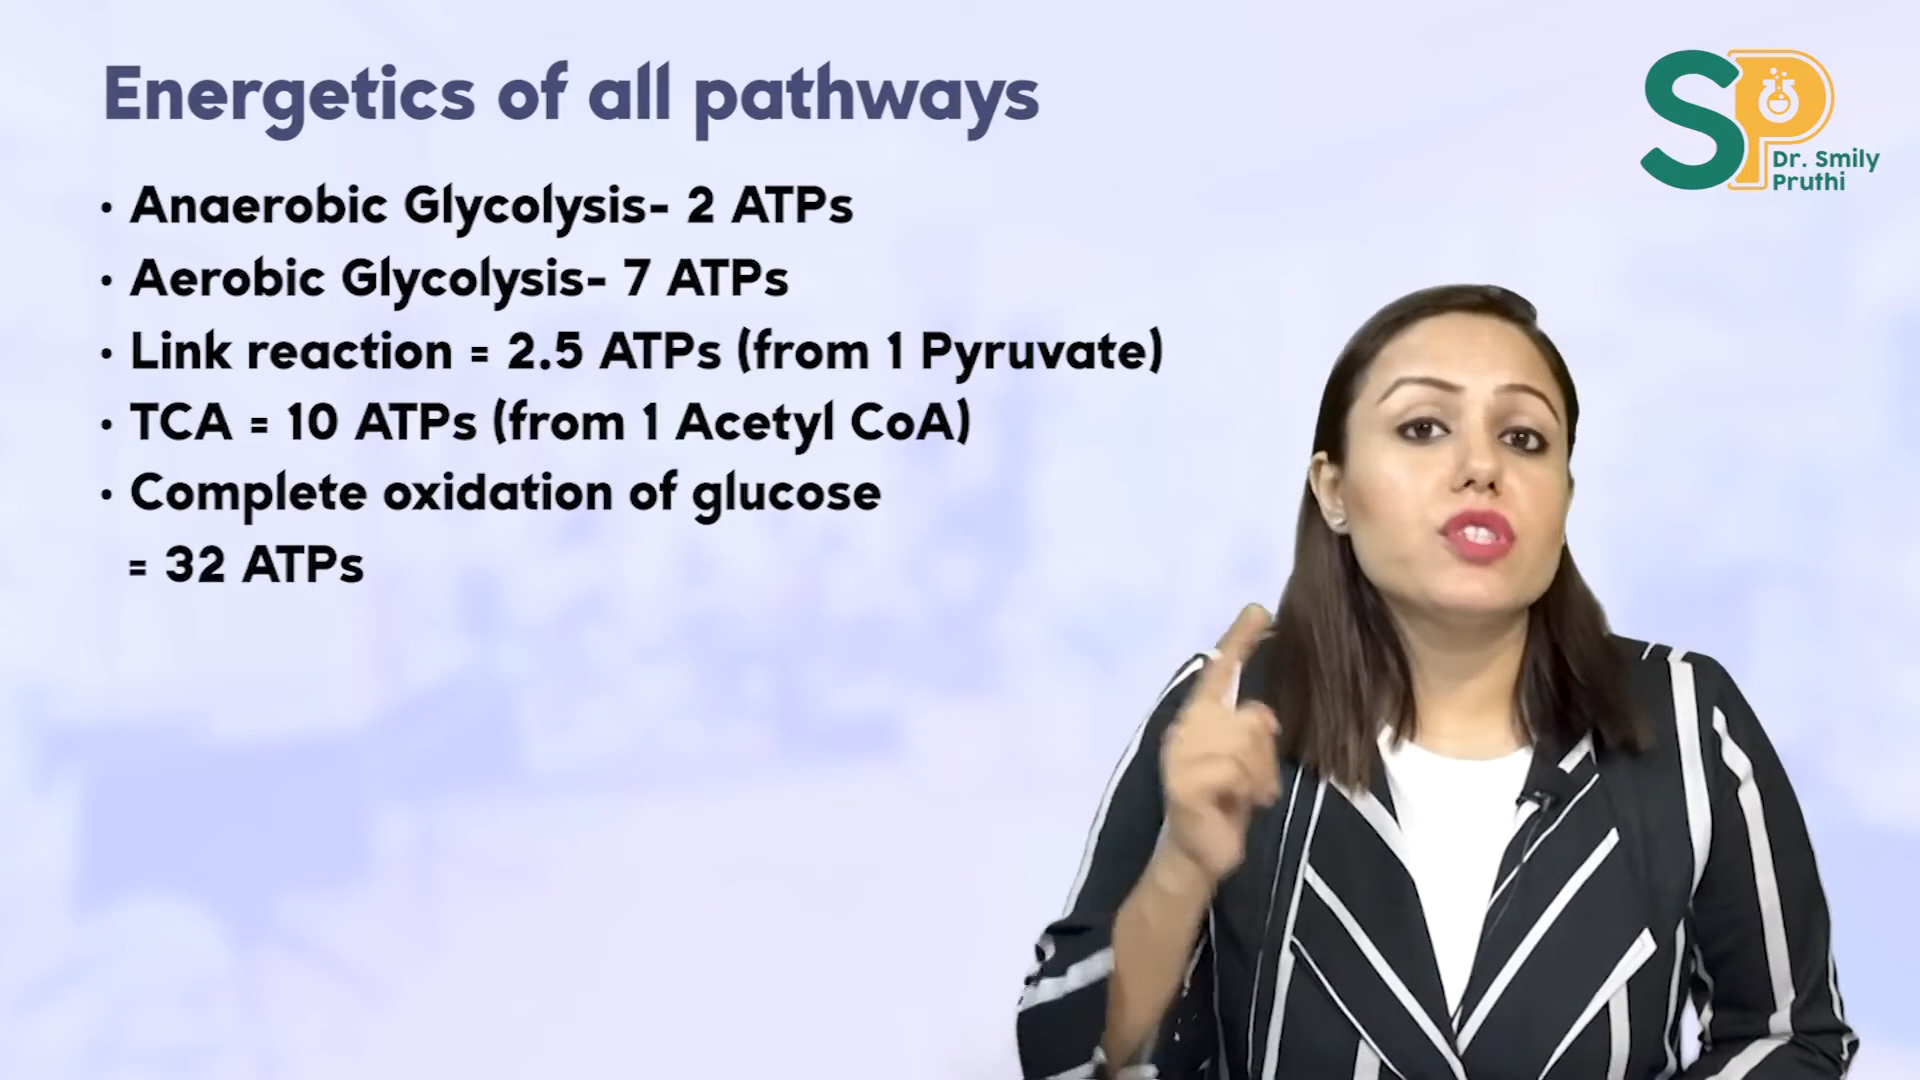 Energetics of all pathways
• Anaerobic Glycolysis- 2 ATPs
• Aerobic Glycolysis- 7 ATPs
• Link reaction = 2.5 ATPs (from 1 Pyruvate)
• TCA = 10 ATPs (from 1 Acetyl CoA)
• Complete oxidation of glucose
= 32 ATPs
SP
Dr. Smily
Pruthi